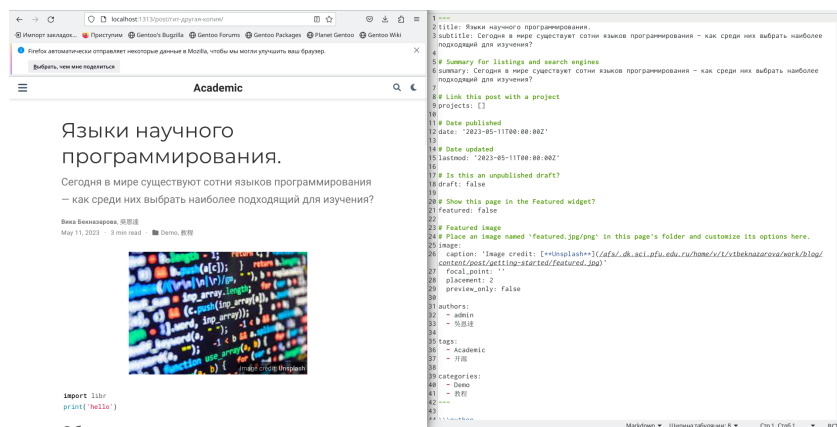 localhost:1313/post/гит-другая-копия/
Импорт закладок... Приступим Gentoo's Bugzilla Gentoo Forums Gentoo Packages Planet Gentoo Gentoo Wiki
Firefox автоматически отправляет некоторые данные в Mozilla, чтобы мы могли улучшить ваш браузер.
Выбрать, чем мне поделиться
Academic
Языки научного
программирования.
Сегодня в мире существуют сотни языков программирования
— как среди них выбрать наиболее подходящий для изучения?
Вика Бекназарова, 吳恩達
May 11, 2023 · 3 min read · Demo, 教程
Image credit: Unsplash
import libr
print('hello')
1 ---
2 title: Языки научного программирования.
3 subtitle: Сегодня в мире существуют сотни языков программирования — как среди них выбрать наиболее
подходящий для изучения?
4
5 # Summary for listings and search engines
6 summary: Сегодня в мире существуют сотни языков программирования — как среди них выбрать наиболее
подходящий для изучения?
7
8 # Link this post with a project
9 projects: []
10
11 # Date published
12 date: '2023-05-11T00:00:00Z'
13
14 # Date updated
15 lastmod: '2023-05-11T00:00:00Z'
16
17 # Is this an unpublished draft?
18 draft: false
19
20 # Show this page in the Featured widget?
21 featured: false
22
23 # Featured image
24 # Place an image named `featured.jpg/png` in this page's folder and customize its options here.
25 image:
26 caption: 'Image credit: [**Unsplash**](/afs/.dk.sci.pfu.edu.ru/home/v/t/vtbeknazarova/work/blog/
content/post/getting-started/featured.jpg)'
27 focal_point: ''
28 placement: 2
29 preview_only: false
30
31 authors:
32 - admin
33 - 吳恩達
34
35 tags:
36 - Academic
37 - 开源
38
39 categories:
40 - Demo
41 - 教程
42 ---
43
44 ```python
Markdown Ширина табуляции: 8 Стр 1, Стлб 1